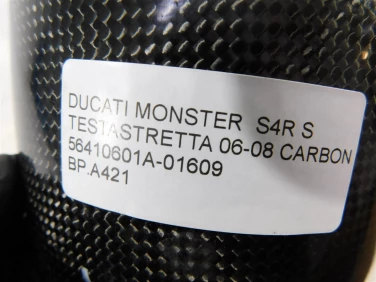 DUCATI MONSTER S4R S
TESTASTRETTA 06-08 CARBON
56410601A-01609
BP.A421